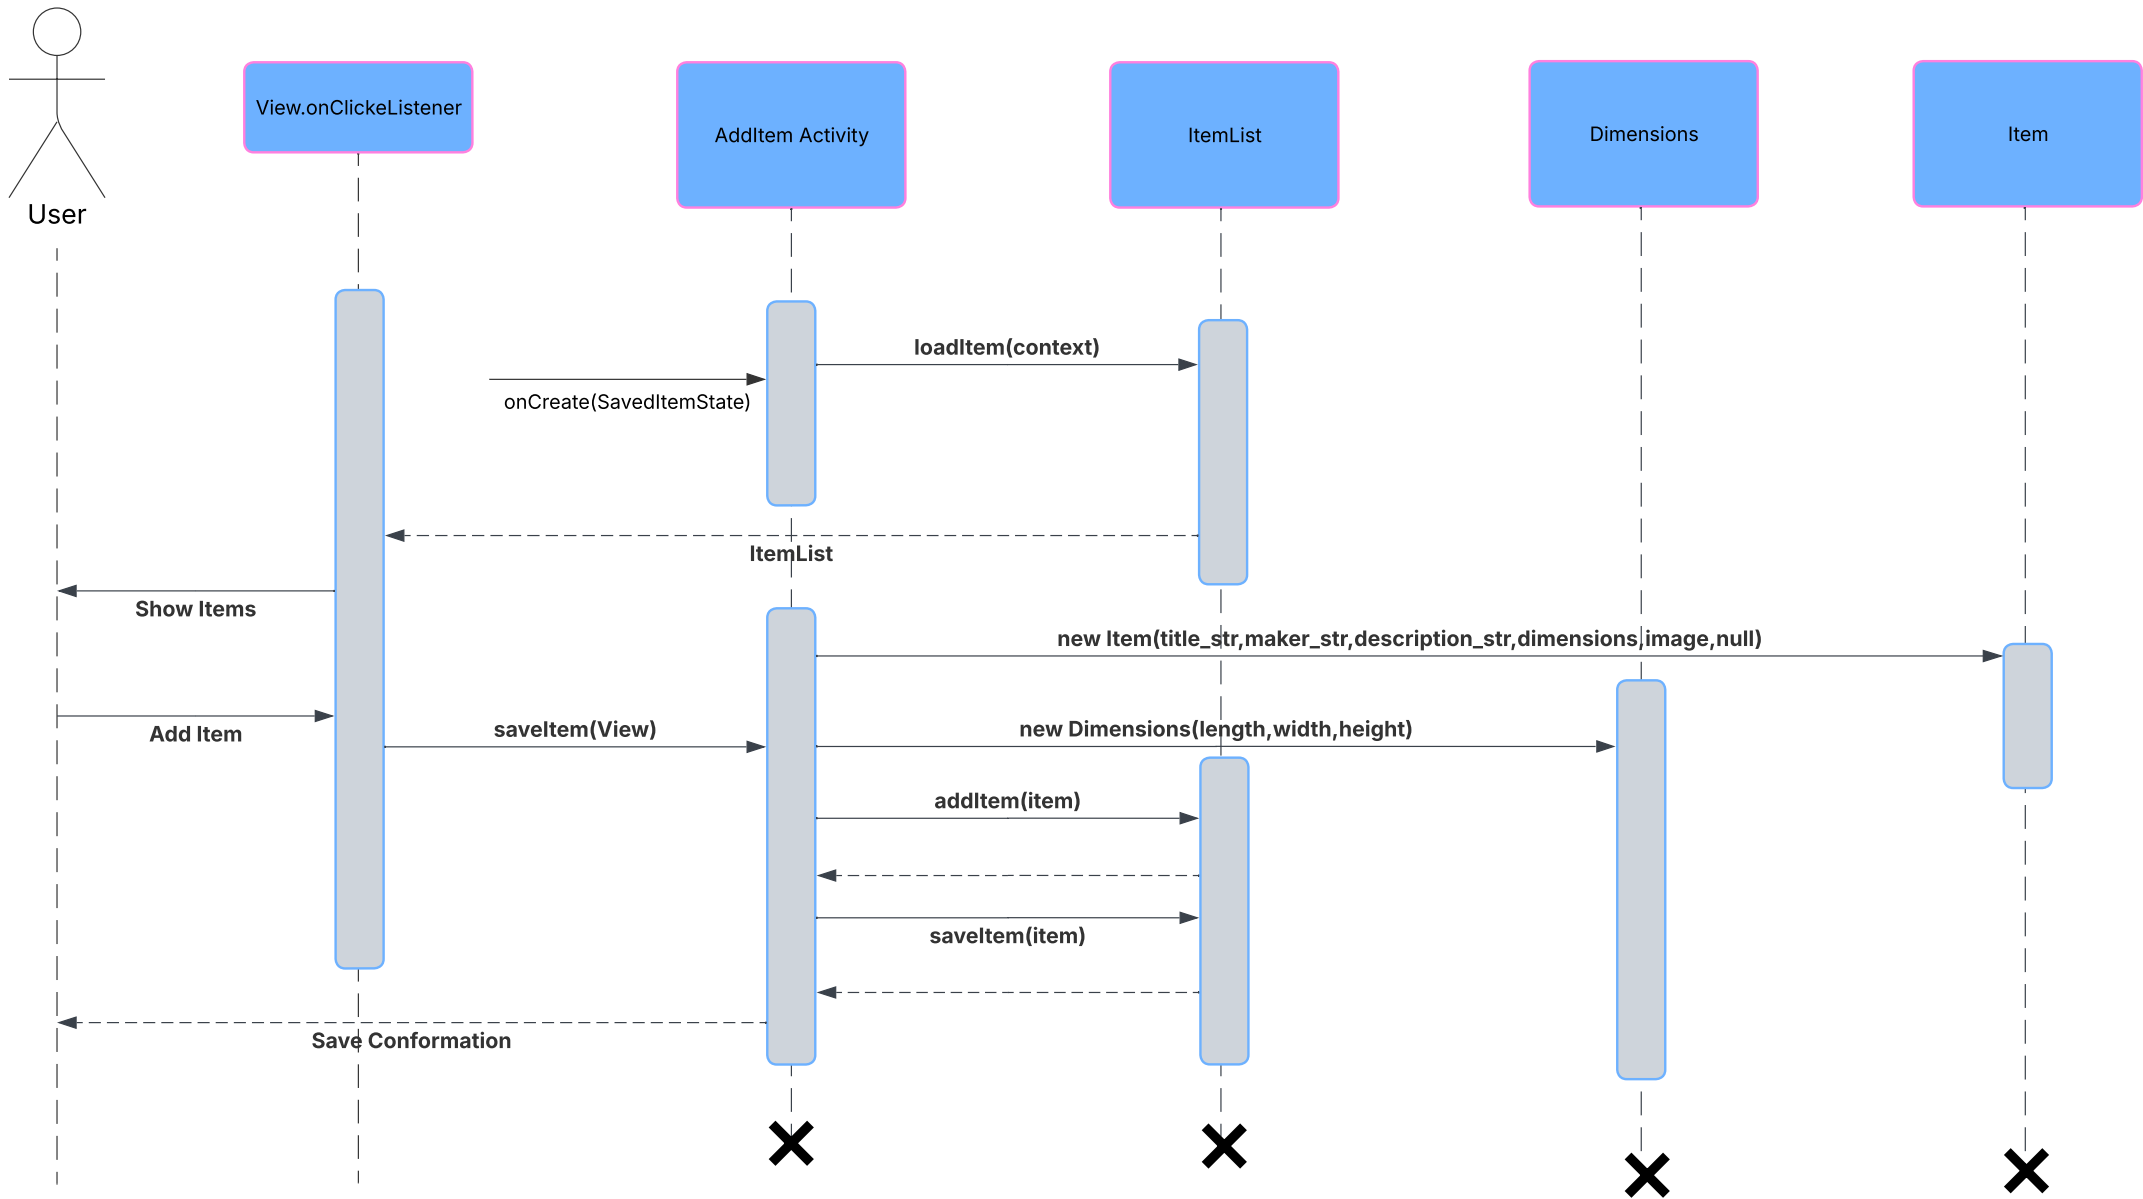 View.onClickeListener
AddItem Activity
ItemList
Dimensions
Item
User
loadItem(context)
onCreate(SavedItemState)
ItemList
Show Items
new Item(title_str,maker_str,description_str,dimensions,image,null)
Add Item
saveItem(View)
new Dimensions(length,width,height)
addItem(item)
saveItem(item)
Save Conformation